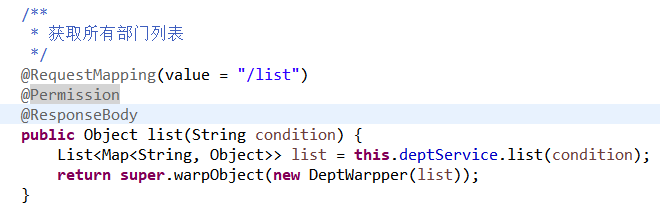 /**
 * 获取所有部门列表
 */
@RequestMapping(value = "/list")
@Permission
@ResponseBody
public Object list(String condition) {
    List<Map<String, Object>> list = this.deptService.list(condition);
    return super.warpObject(new DeptWarpper(list));
}